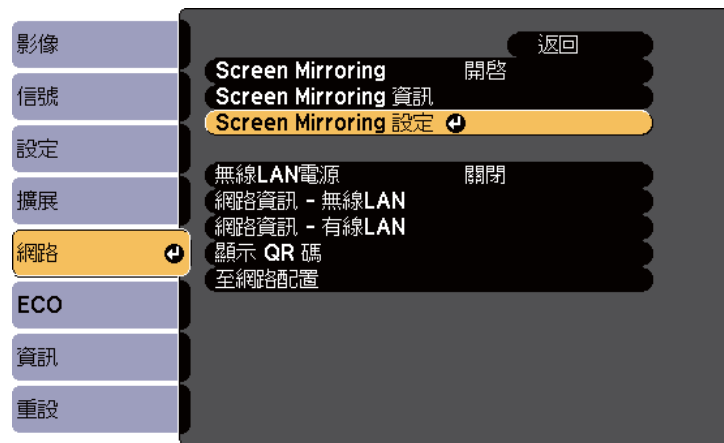 影像
信號
設定
擴展
網路
ECO
資訊
重設
返回
Screen Mirroring 開啓
Screen Mirroring 資訊
Screen Mirroring 設定
無線LAN電源 關閉
網路資訊 - 無線LAN
網路資訊 - 有線LAN
顯示 QR 碼
至網路配置